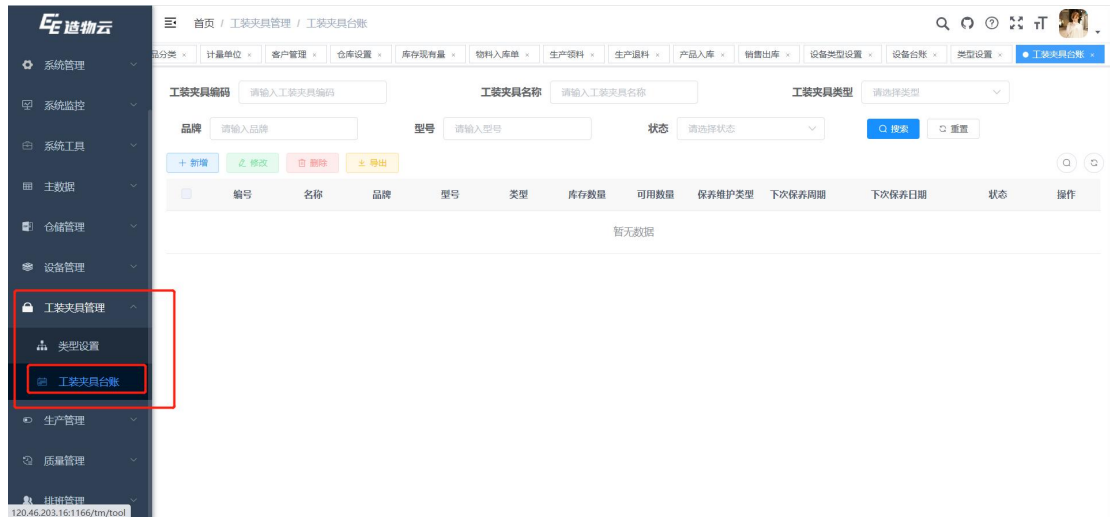 造物云
首页 / 工装夹具管理 / 工装夹具台账
品分类 × 计量单位 × 客户管理 × 仓库设置 × 库存现有量 × 物料入库单 × 生产领料 × 生产退料 × 产品入库 × 销售出库 × 设备类型设置 × 设备台账 × 类型设置 × 工装夹具台账 ×
系统管理
系统监控
系统工具
主数据
仓储管理
设备管理
工装夹具管理
类型设置
工装夹具台账
生产管理
质量管理
排班管理
120.46.203.16:1166/tm/tool
工装夹具编码 请输入工装夹具编码 工装夹具名称 请输入工装夹具名称 工装夹具类型 请选择类型
品牌 请输入品牌 型号 请输入型号 状态 请选择状态 搜索 重置
+ 新增 修改 删除 导出
编号 名称 品牌 型号 类型 库存数量 可用数量 保养维护类型 下次保养周期 下次保养日期 状态 操作
暂无数据